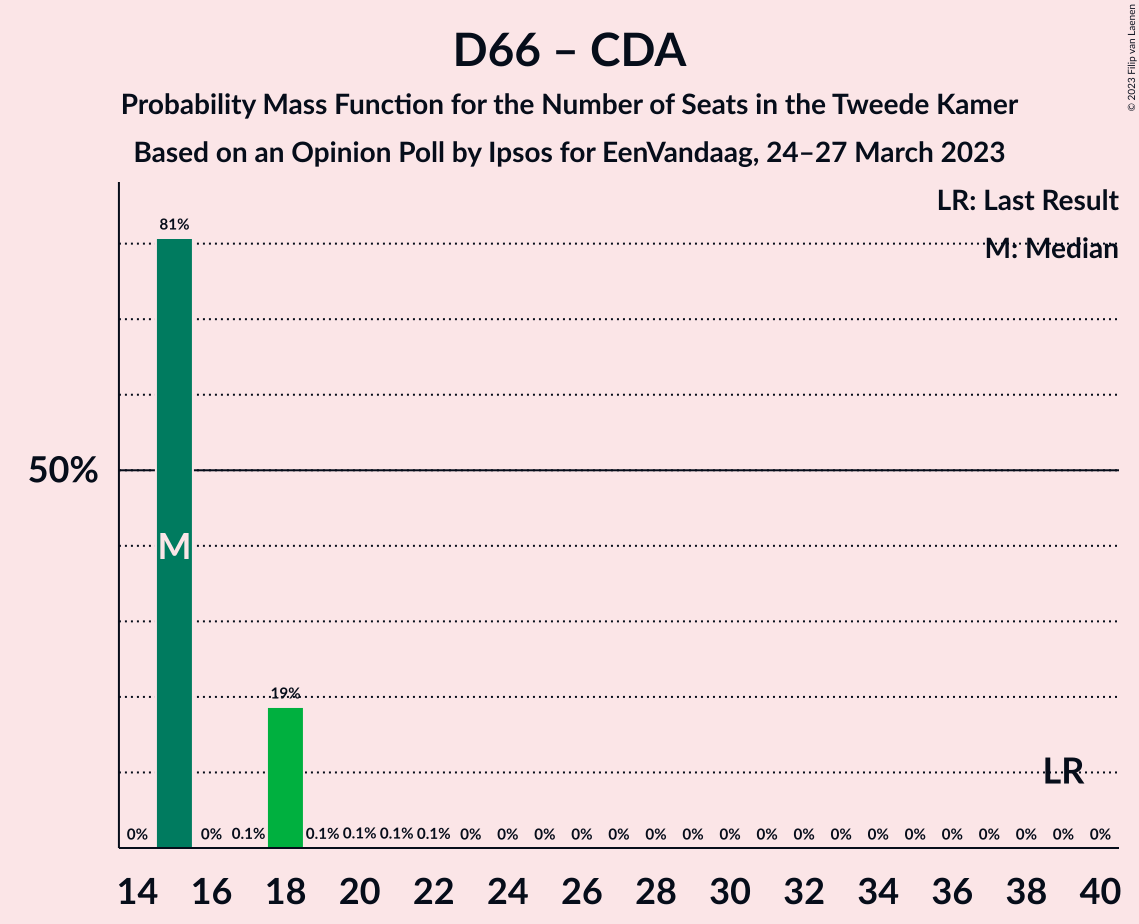 D66 – CDA
Probability Mass Function for the Number of Seats in the Tweede Kamer
Based on an Opinion Poll by Ipsos for EenVandaag, 24–27 March 2023
© 2023 Filip van Laenen
LR: Last Result
M: Median
81%
50%
M
19%
LR
0% 0% 0.1% 0.1% 0.1% 0.1% 0.1% 0% 0% 0% 0% 0% 0% 0% 0% 0% 0% 0% 0% 0% 0% 0% 0% 0% 0%
14 16 18 20 22 24 26 28 30 32 34 36 38 40